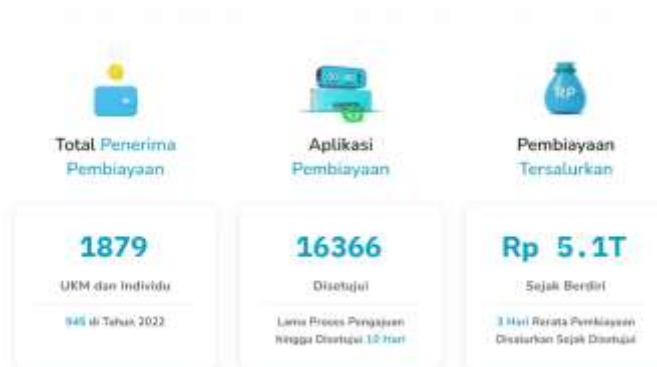 Total Penerima
Pembiayaan
Aplikasi
Pembiayaan
Pembiayaan
Tersalurkan
RP
1879
UKM dan Individu
945 di Tahun 2022
16366
Disetujui
Lama Proses Pengajuan
hingga Disetujui 10 Hari
Rp 5.1T
Sejak Berdiri
3 Hari Rerata Pembiayaan
Disalurkan Sejak Disetujui